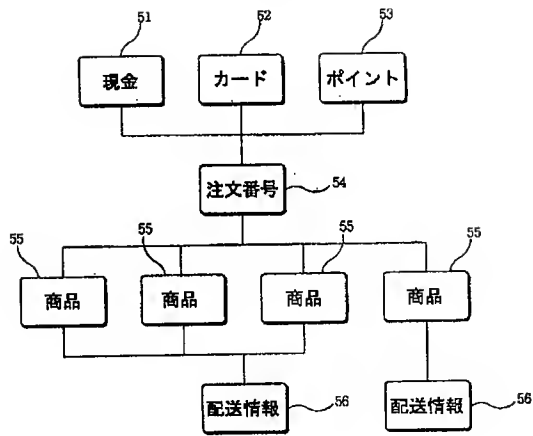 51 52 53
現金 カード ポイント
注文番号 54
55 55 55 55
商品 商品 商品 商品
配送情報 56 配送情報 56